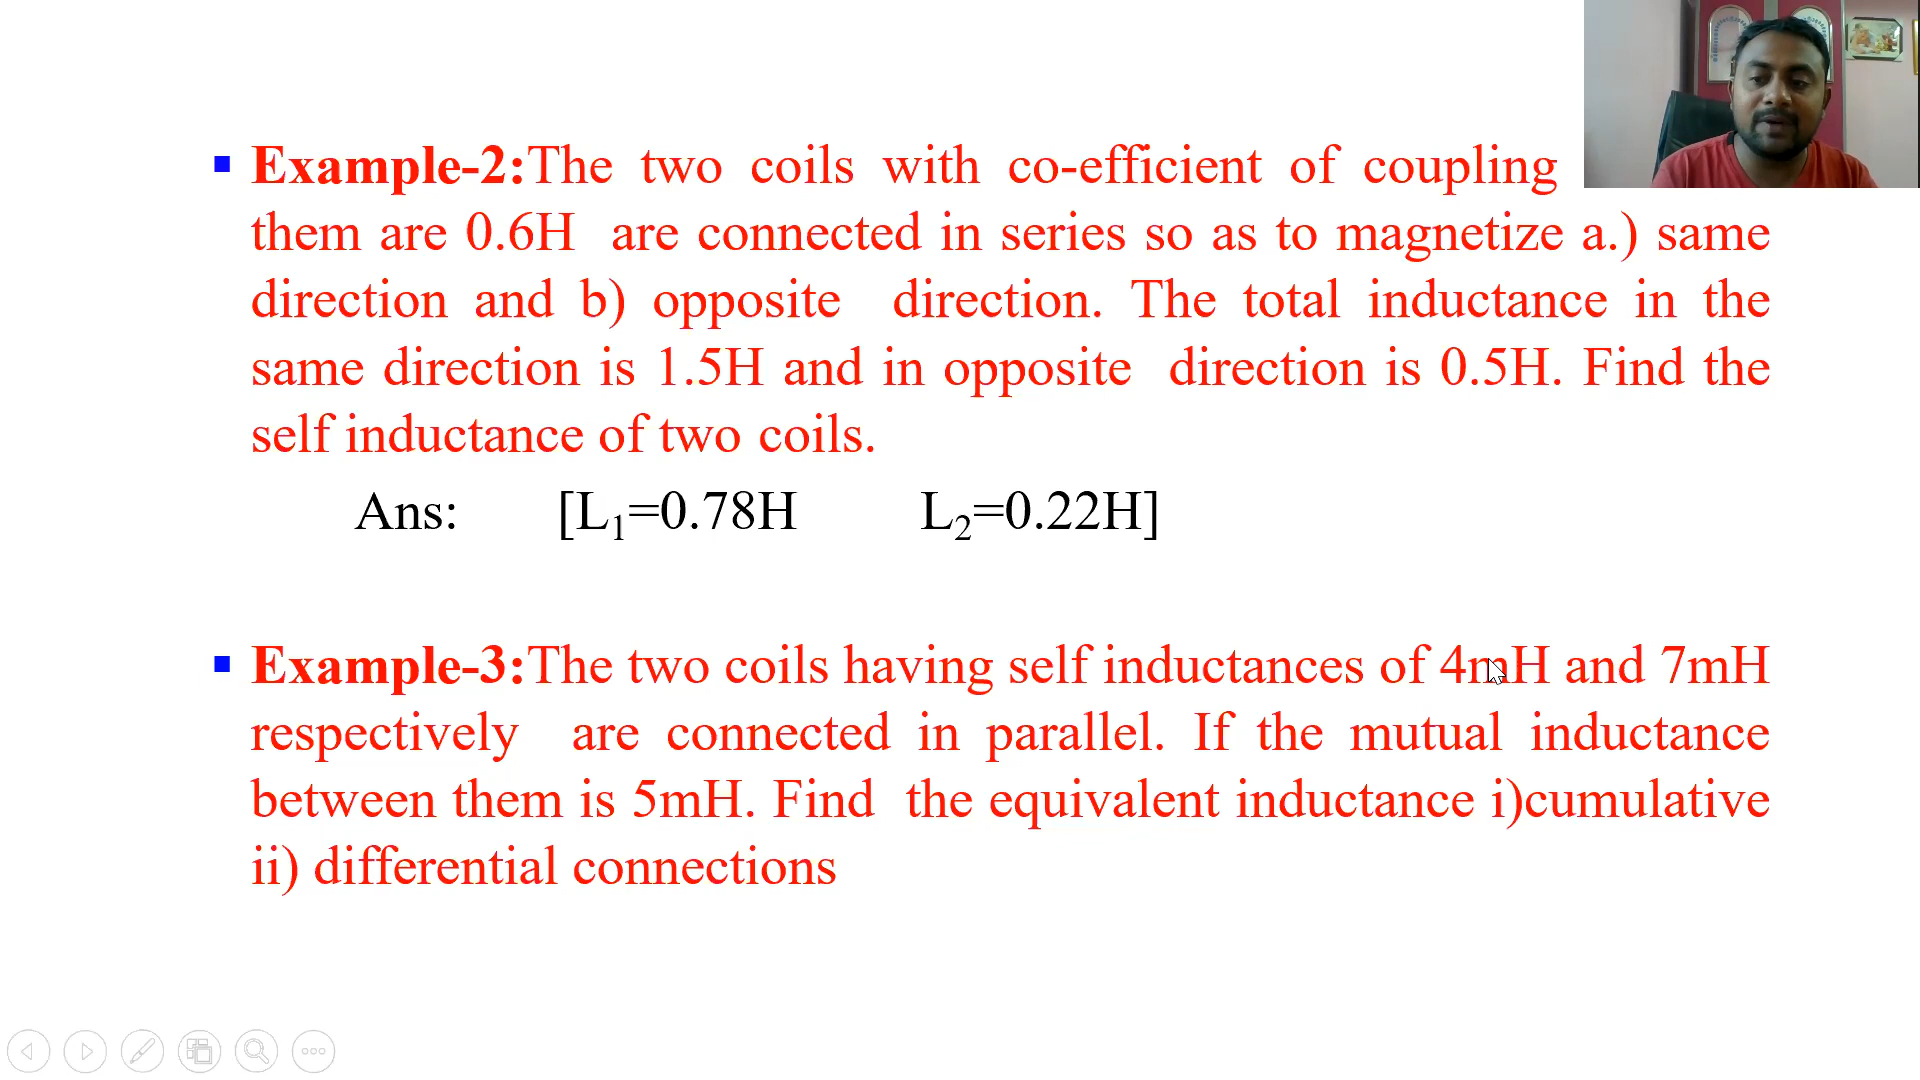 Example-2:The two coils with co-efficient of coupling
them are 0.6H are connected in series so as to magnetize a.) same
direction and b) opposite direction. The total inductance in the
same direction is 1.5H and in opposite direction is 0.5H. Find the
self inductance of two coils.
Ans: [L₁=0.78H L₂=0.22H]
Example-3:The two coils having self inductances of 4mH and 7mH
respectively are connected in parallel. If the mutual inductance
between them is 5mH. Find the equivalent inductance i)cumulative
ii) differential connections